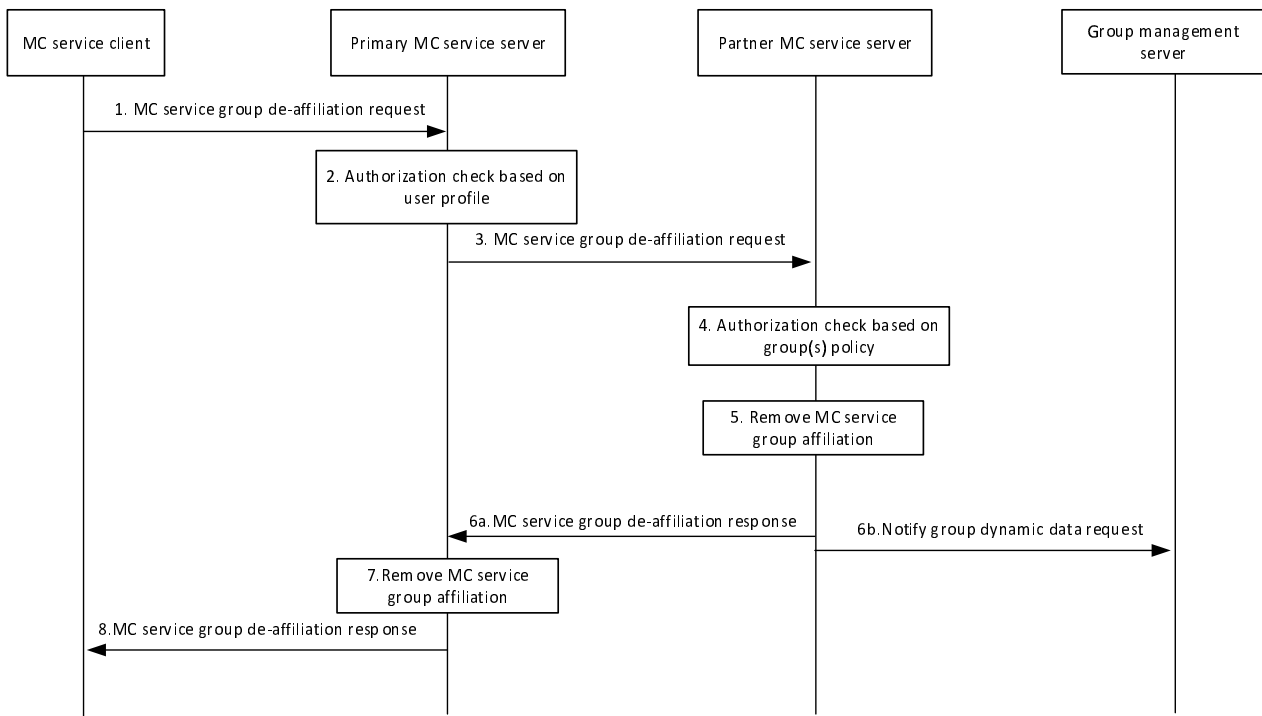 MC service client
Primary MC service server
Partner MC service server
Group management
server
1. MC service group de-affiliation request
2. Authorization check based on
user profile
3. MC service group de-affiliation request
4. Authorization check based on
group(s) policy
5. Remove MC service
group affiliation
6a.MC service group de-affiliation response
6b.Notify group dynamic data request
7.Remove MC service
group affiliation
8.MC service group de-affiliation response